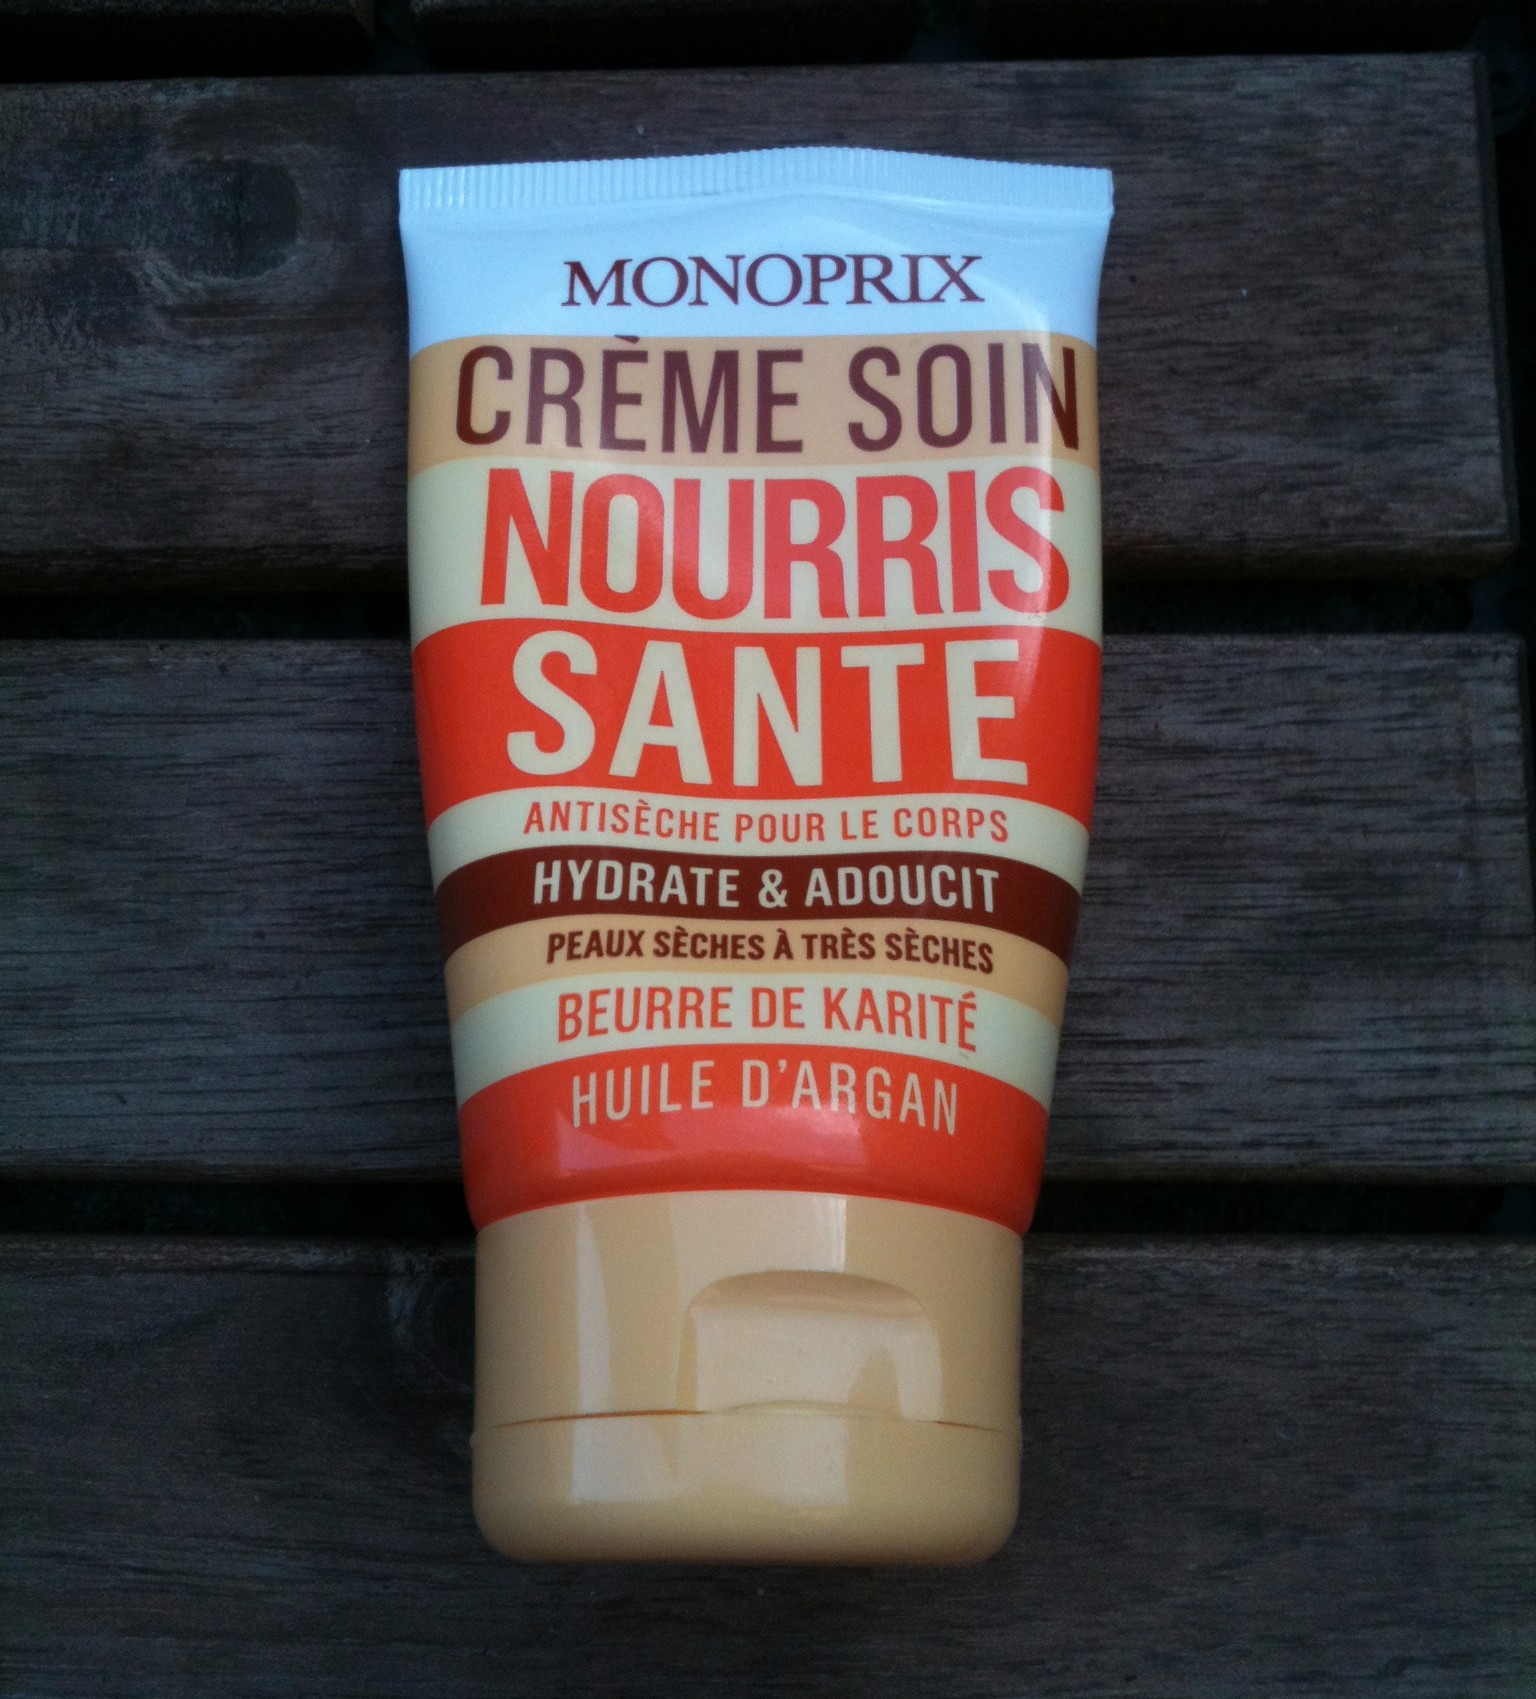 MONOPRIX
CRÈME SOIN
NOURRIS
SANTE
ANTISÈCHE POUR LE CORPS
HYDRATE & ADOUCIT
PEAUX SÈCHES À TRÈS SÈCHES
BEURRE DE KARITÉ
HUILE D'ARGAN